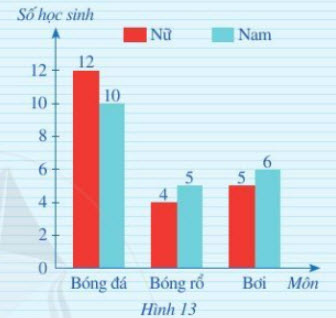 Số học sinh
Nữ
Nam
12
10
8
6
4
2
0
12
10
4
5
5
6
Bóng đá
Bóng rổ
Bơi
Môn
Hình 13